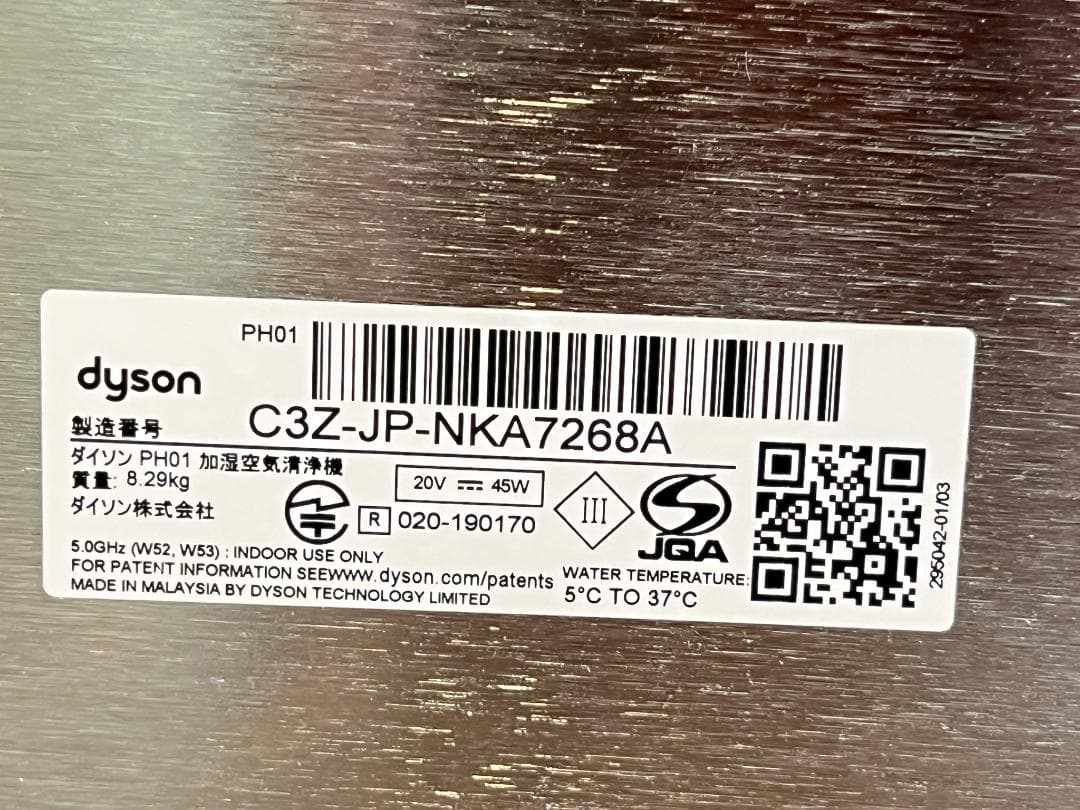 PH01
dyson
製造番号 C3Z-JP-NKA7268A
ダイソン PH01 加湿空気清浄機
質量: 8.29kg
ダイソン株式会社
20V ⎓ 45W
R 020-190170
III
JQA
5.0GHz (W52, W53) : INDOOR USE ONLY
FOR PATENT INFORMATION SEEWWW.dyson.com/patents
MADE IN MALAYSIA BY DYSON TECHNOLOGY LIMITED
WATER TEMPERATURE:
5°C TO 37°C
295042-01/03